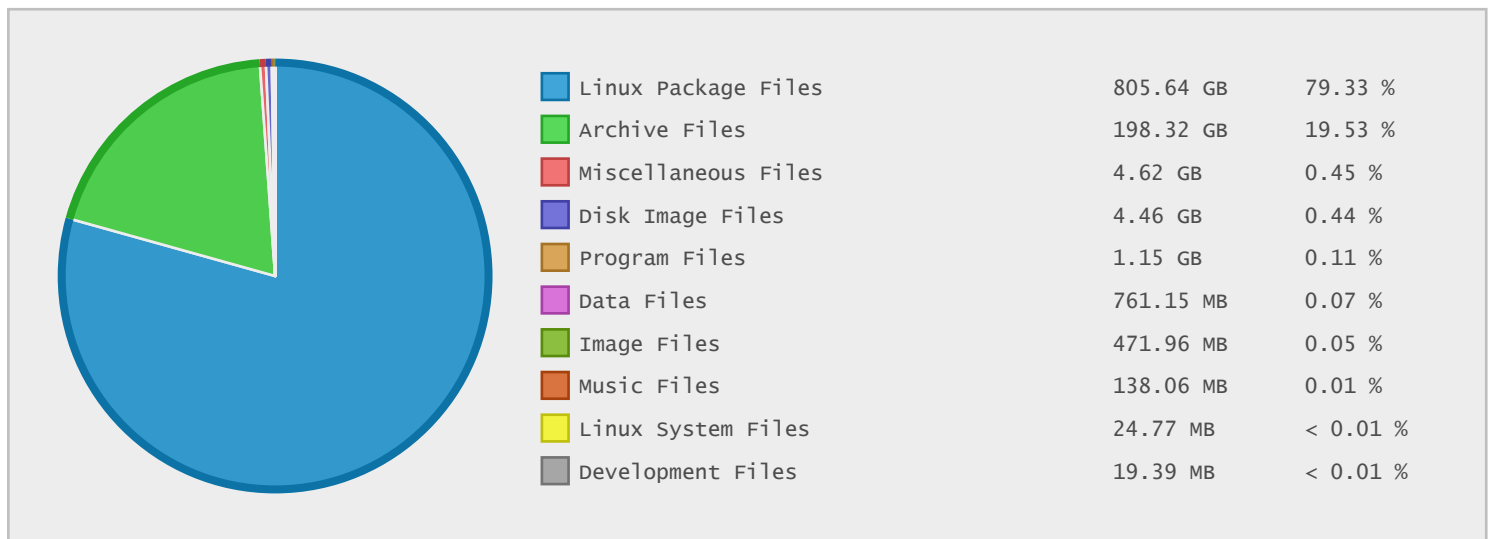 Linux Package Files 805.64 GB 79.33 %
Archive Files 198.32 GB 19.53 %
Miscellaneous Files 4.62 GB 0.45 %
Disk Image Files 4.46 GB 0.44 %
Program Files 1.15 GB 0.11 %
Data Files 761.15 MB 0.07 %
Image Files 471.96 MB 0.05 %
Music Files 138.06 MB 0.01 %
Linux System Files 24.77 MB < 0.01 %
Development Files 19.39 MB < 0.01 %